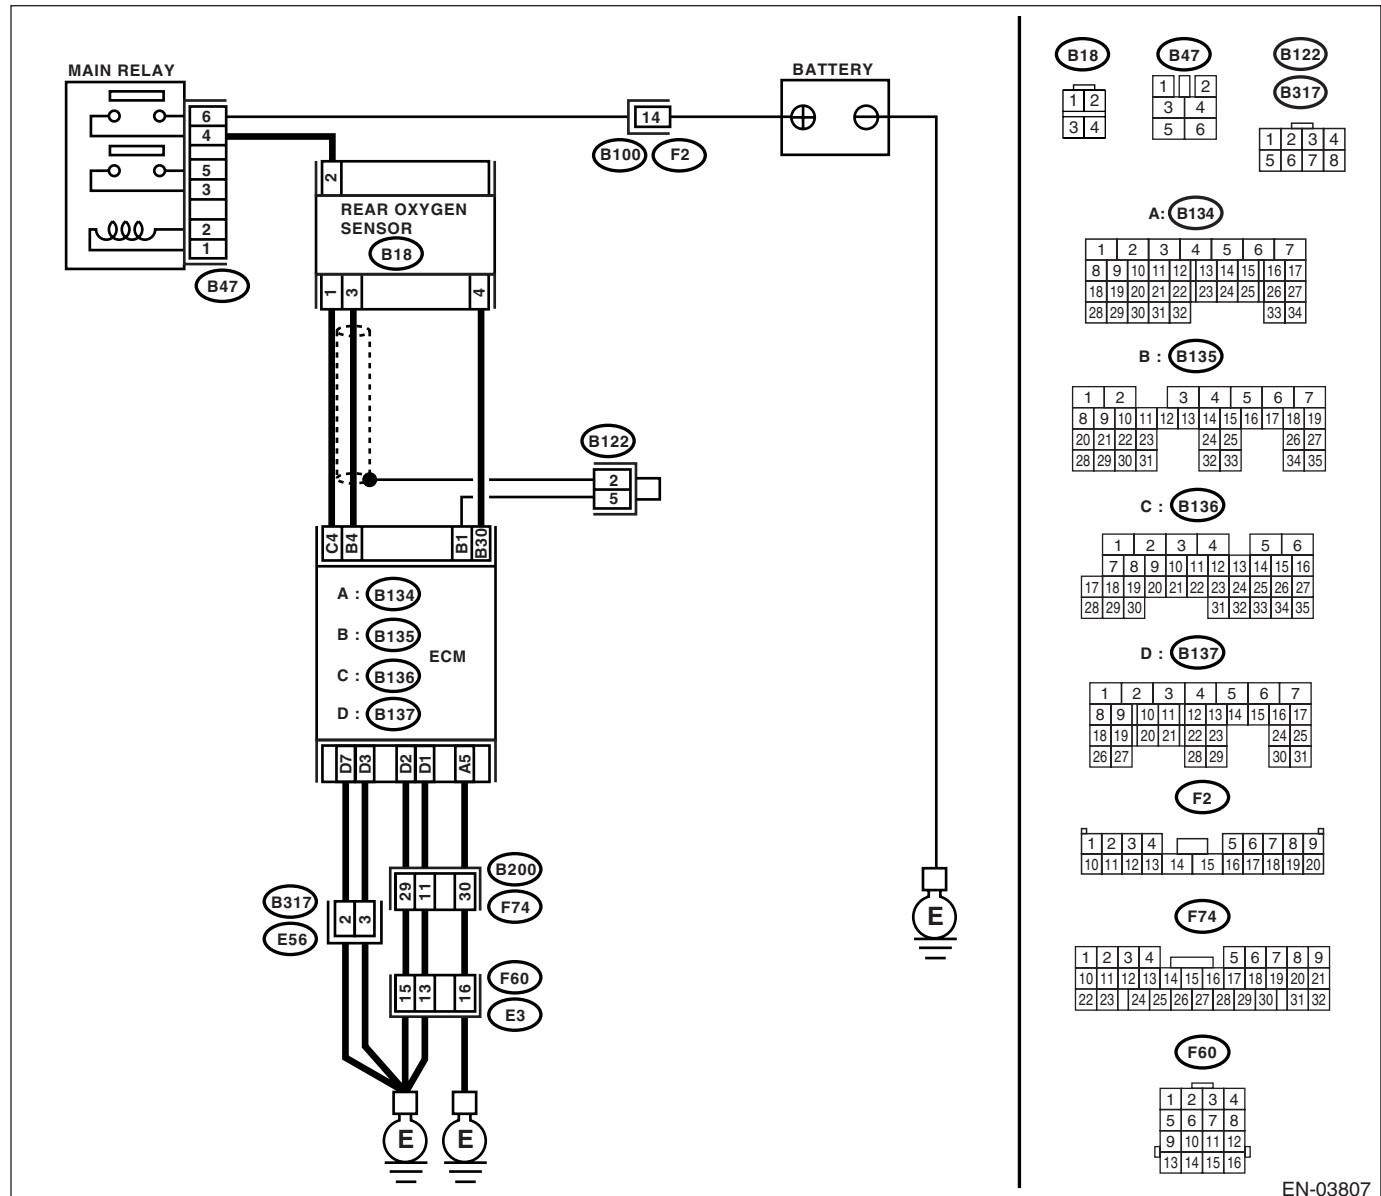 MAIN RELAY
6
4
5
3
2
1
B47
14
B100 F2
BATTERY
2
REAR OXYGEN
SENSOR
B18
1 3 4
B122
2
5
C4 B4 B1 B30
A : B134
B : B135
ECM
C : B136
D : B137
D7 D3 D2 D1 A5
B200
29 11 30
F74
B317
2 3
E56
F60
15 13 16
E3
E
E E
B18 B47 B122
B317
1 2
3 4
1 2
3 4
5 6
1 2 3 4
5 6 7 8
A: B134
1 2 3 4 5 6 7
8 9 10 11 12 13 14 15 16 17
18 19 20 21 22 23 24 25 26 27
28 29 30 31 32 33 34
B : B135
1 2 3 4 5 6 7
8 9 10 11 12 13 14 15 16 17 18 19
20 21 22 23 24 25 26 27
28 29 30 31 32 33 34 35
C : B136
1 2 3 4 5 6
7 8 9 10 11 12 13 14 15 16
17 18 19 20 21 22 23 24 25 26 27
28 29 30 31 32 33 34 35
D : B137
1 2 3 4 5 6 7
8 9 10 11 12 13 14 15 16 17
18 19 20 21 22 23 24 25
26 27 28 29 30 31
F2
1 2 3 4 5 6 7 8 9
10 11 12 13 14 15 16 17 18 19 20
F74
1 2 3 4 5 6 7 8 9
10 11 12 13 14 15 16 17 18 19 20 21
22 23 24 25 26 27 28 29 30 31 32
F60
1 2 3 4
5 6 7 8
9 10 11 12
13 14 15 16
EN-03807